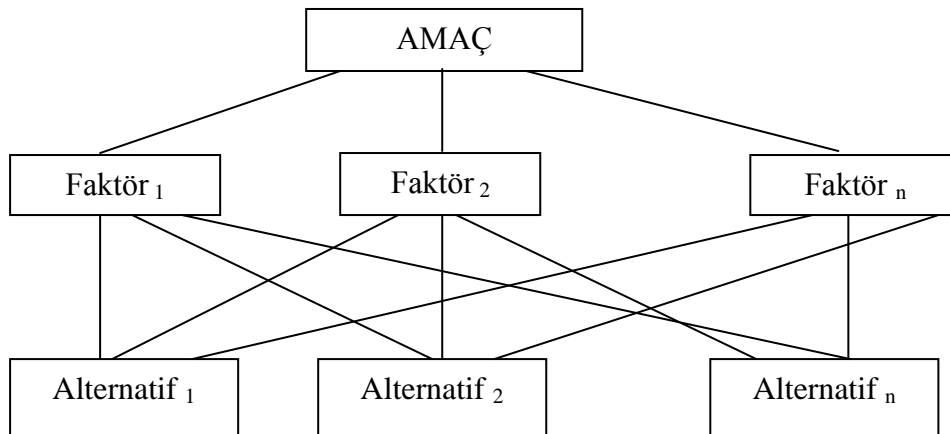 AMAÇ
Faktör 1
Faktör 2
Faktör n
Alternatif 1
Alternatif 2
Alternatif n